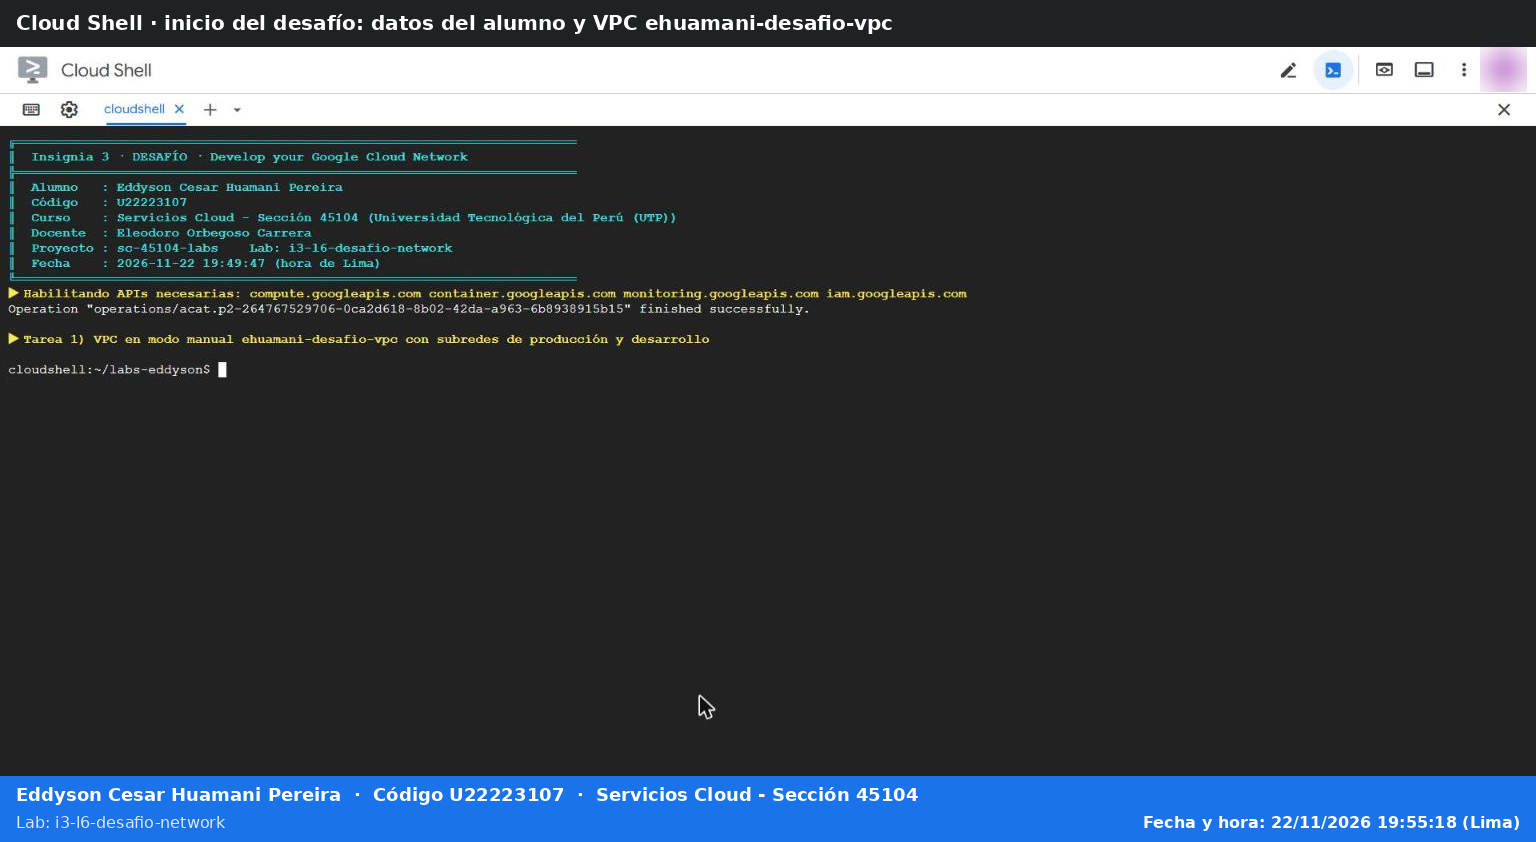 Cloud Shell · inicio del desafío: datos del alumno y VPC ehuamani-desafio-vpc
Cloud Shell
cloudshell
Insignia 3 · DESAFÍO · Develop your Google Cloud Network
Alumno : Eddyson Cesar Huamani Pereira
Código : U22223107
Curso : Servicios Cloud - Sección 45104 (Universidad Tecnológica del Perú (UTP))
Docente : Eleodoro Orbegoso Carrera
Proyecto : sc-45104-labs Lab: i3-l6-desafio-network
Fecha : 2026-11-22 19:49:47 (hora de Lima)
▶ Habilitando APIs necesarias: compute.googleapis.com container.googleapis.com monitoring.googleapis.com iam.googleapis.com
Operation "operations/acat.p2-264767529706-0ca2d618-8b02-42da-a963-6b8938915b15" finished successfully.
▶ Tarea 1) VPC en modo manual ehuamani-desafio-vpc con subredes de producción y desarrollo
cloudshell:~/labs-eddyson$
Eddyson Cesar Huamani Pereira · Código U22223107 · Servicios Cloud - Sección 45104
Lab: i3-l6-desafio-network
Fecha y hora: 22/11/2026 19:55:18 (Lima)